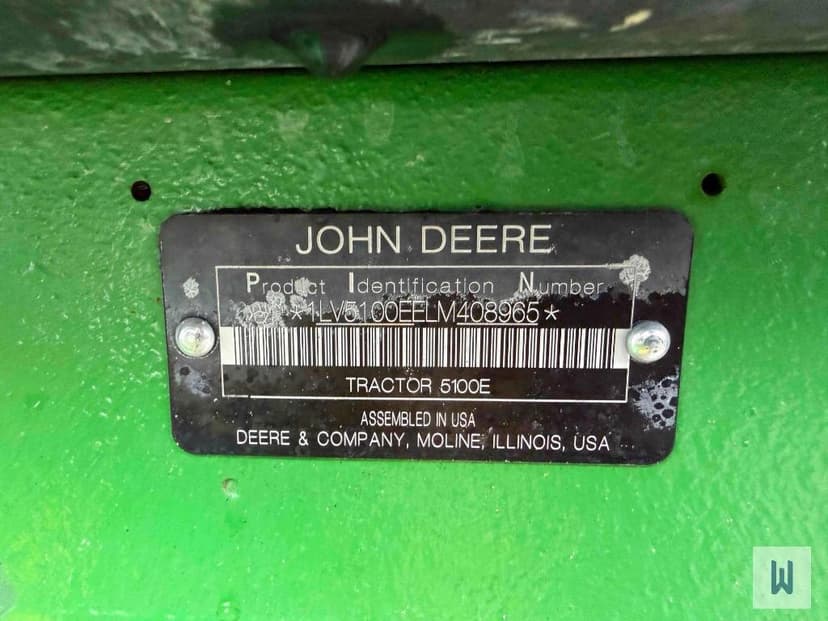 JOHN DEERE
Product Identification Number
*1LV5100EELM408965*
TRACTOR 5100E
ASSEMBLED IN USA
DEERE & COMPANY, MOLINE, ILLINOIS, USA
W